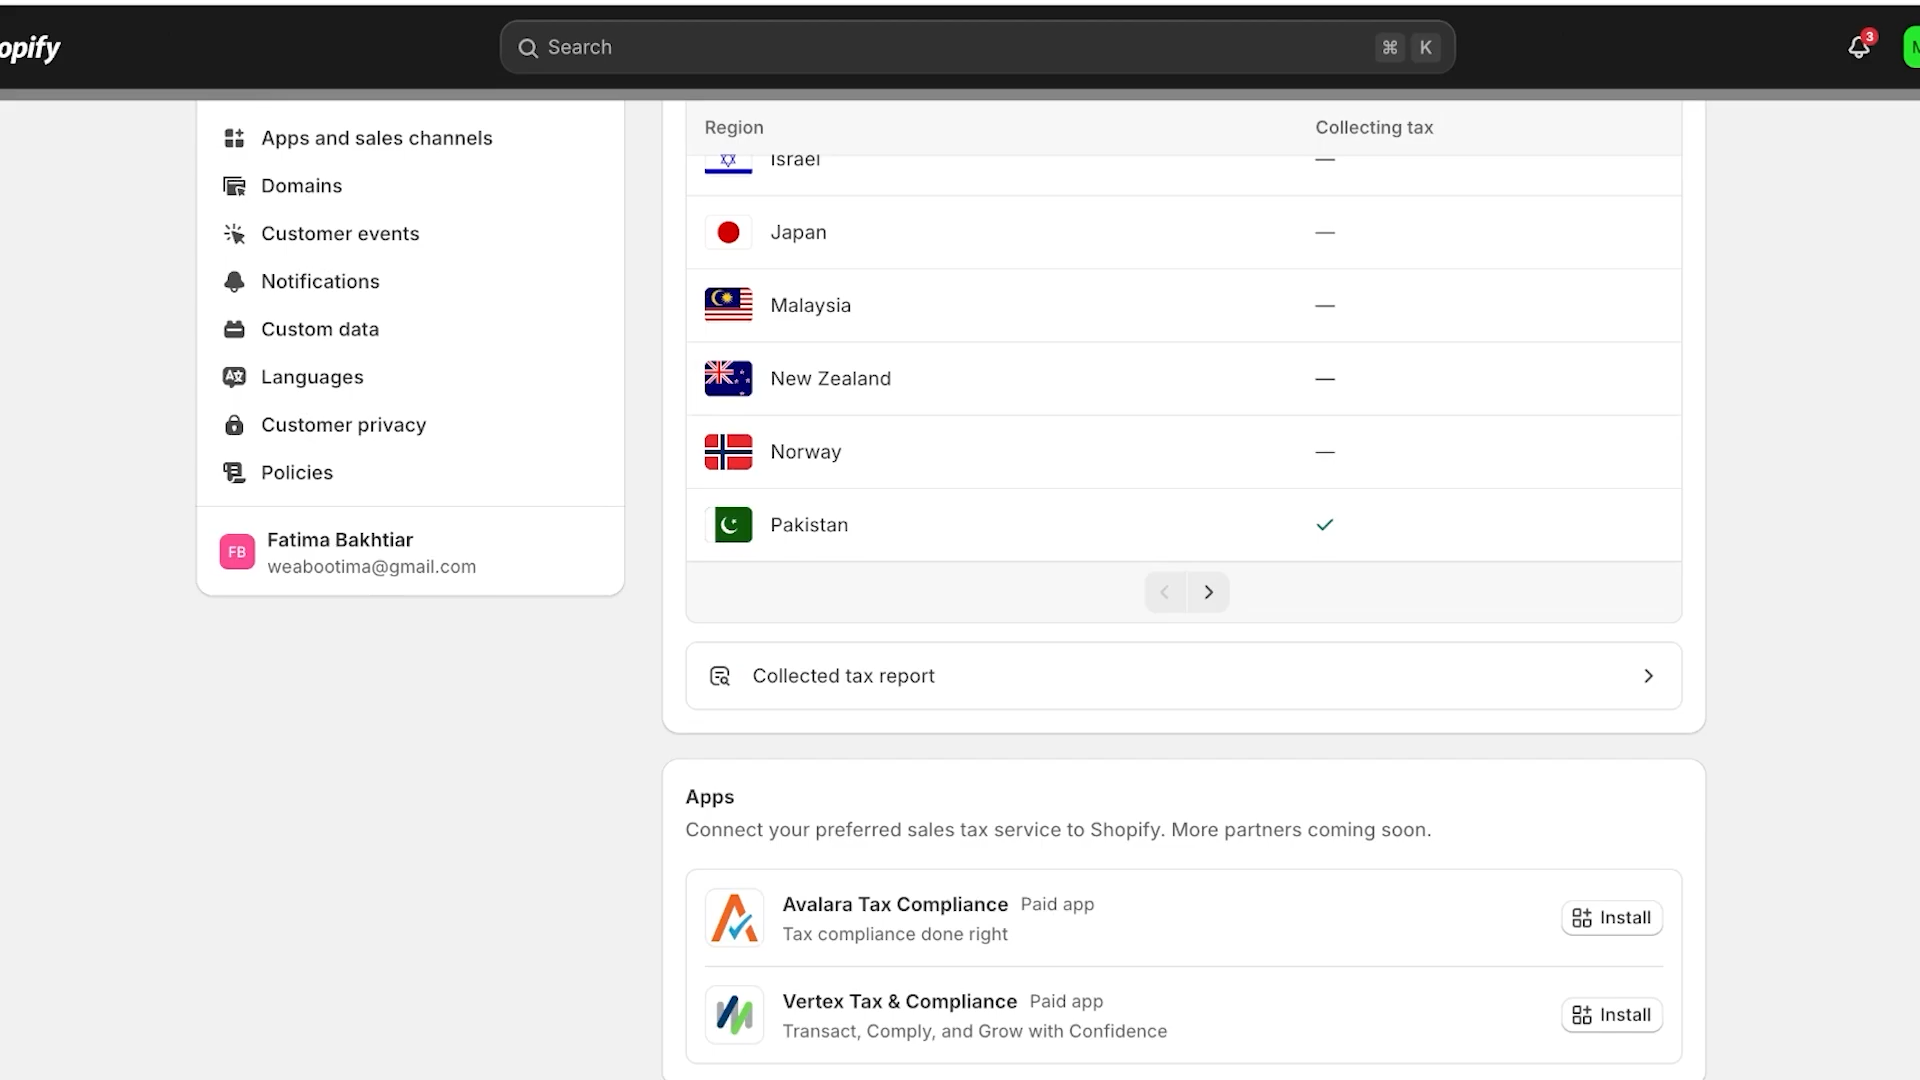 opify
Search
⌘ K
3
Apps and sales channels
Domains
Customer events
Notifications
Custom data
Languages
Customer privacy
Policies
FB
Fatima Bakhtiar
weabootima@gmail.com
Region Collecting tax
Israel —
Japan —
Malaysia —
New Zealand —
Norway —
Pakistan
Collected tax report
Apps
Connect your preferred sales tax service to Shopify. More partners coming soon.
Avalara Tax Compliance Paid app
Tax compliance done right
Install
Vertex Tax & Compliance Paid app
Transact, Comply, and Grow with Confidence
Install